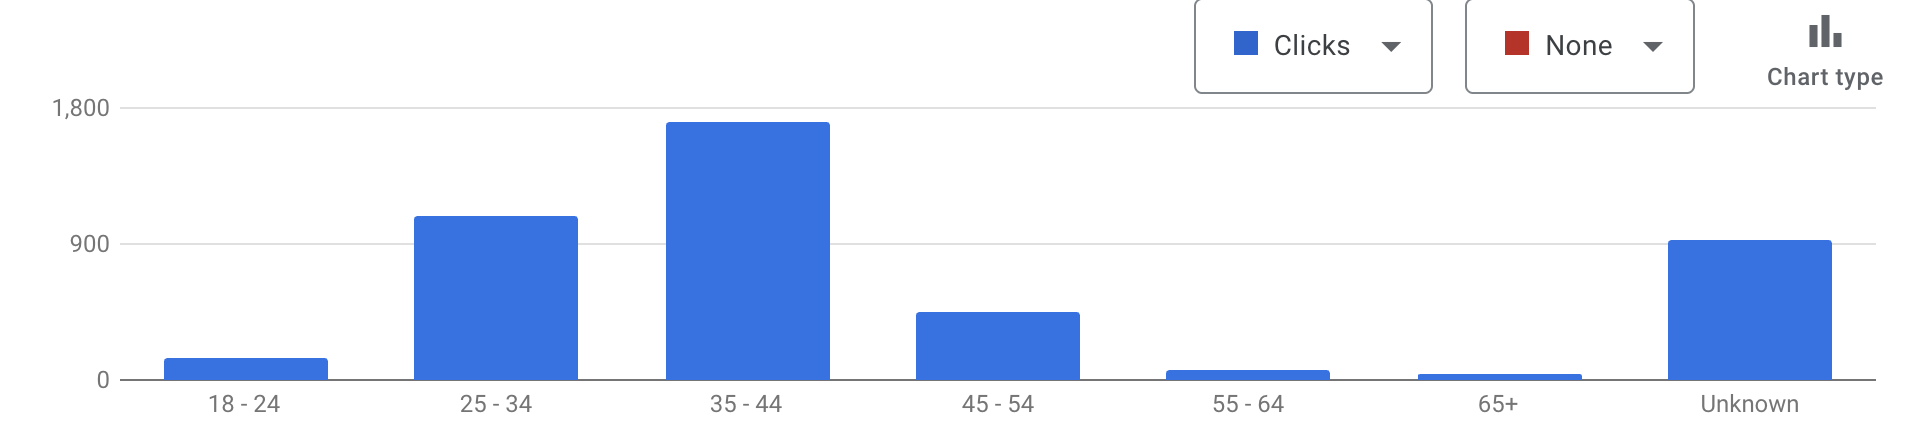 Clicks
None
Chart type
1,800
900
0
18 - 24
25 - 34
35 - 44
45 - 54
55 - 64
65+
Unknown